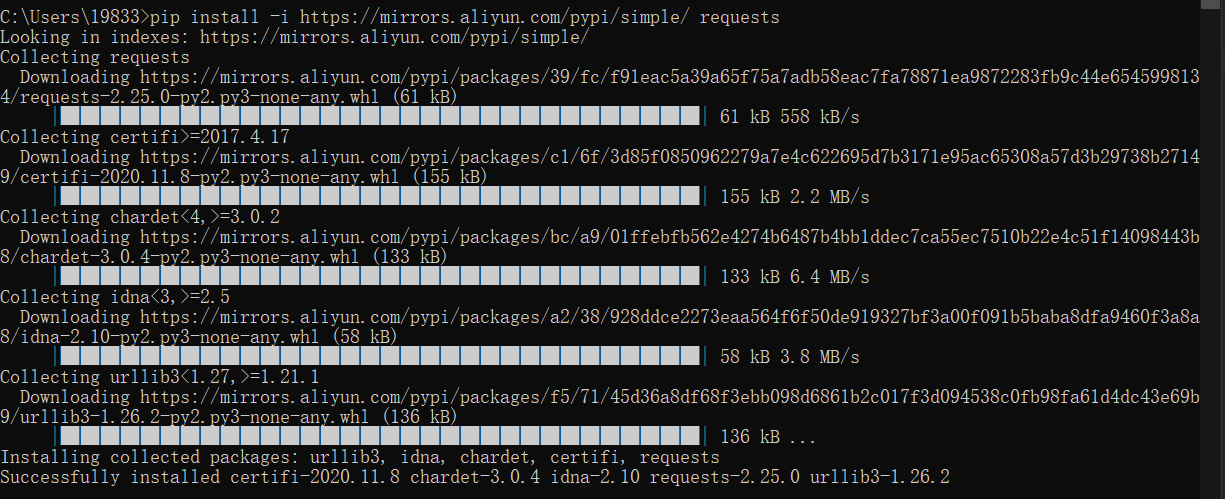 C:\Users\19833>pip install -i https://mirrors.aliyun.com/pypi/simple/ requests
Looking in indexes: https://mirrors.aliyun.com/pypi/simple/
Collecting requests
  Downloading https://mirrors.aliyun.com/pypi/packages/39/fc/f91eac5a39a65f75a7adb58eac7fa78871ea9872283fb9c44e654599813
4/requests-2.25.0-py2.py3-none-any.whl (61 kB)
61 kB 558 kB/s
Collecting certifi>=2017.4.17
  Downloading https://mirrors.aliyun.com/pypi/packages/c1/6f/3d85f0850962279a7e4c622695d7b3171e95ac65308a57d3b29738b2714
9/certifi-2020.11.8-py2.py3-none-any.whl (155 kB)
155 kB 2.2 MB/s
Collecting chardet<4,>=3.0.2
  Downloading https://mirrors.aliyun.com/pypi/packages/bc/a9/01ffebfb562e4274b6487b4bb1ddec7ca55ec7510b22e4c51f14098443b
8/chardet-3.0.4-py2.py3-none-any.whl (133 kB)
133 kB 6.4 MB/s
Collecting idna<3,>=2.5
  Downloading https://mirrors.aliyun.com/pypi/packages/a2/38/928ddce2273eaa564f6f50de919327bf3a00f091b5baba8dfa9460f3a8a
8/idna-2.10-py2.py3-none-any.whl (58 kB)
58 kB 3.8 MB/s
Collecting urllib3<1.27,>=1.21.1
  Downloading https://mirrors.aliyun.com/pypi/packages/f5/71/45d36a8df68f3ebb098d6861b2c017f3d094538c0fb98fa61d4dc43e69b
9/urllib3-1.26.2-py2.py3-none-any.whl (136 kB)
136 kB ...
Installing collected packages: urllib3, idna, chardet, certifi, requests
Successfully installed certifi-2020.11.8 chardet-3.0.4 idna-2.10 requests-2.25.0 urllib3-1.26.2